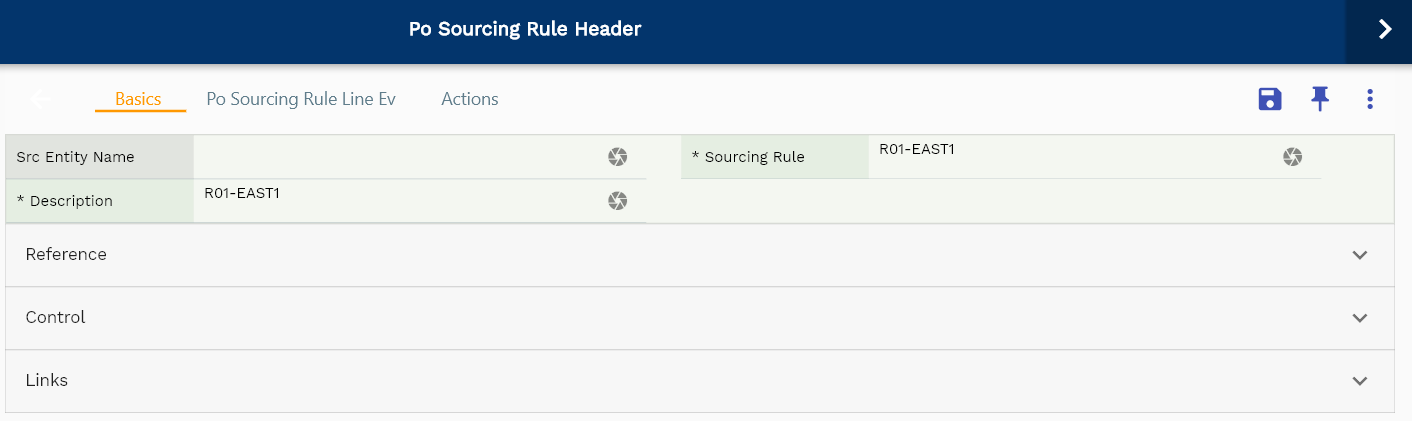 Po Sourcing Rule Header
Basics Po Sourcing Rule Line Ev Actions
Src Entity Name * Sourcing Rule R01-EAST1
* Description R01-EAST1
Reference
Control
Links